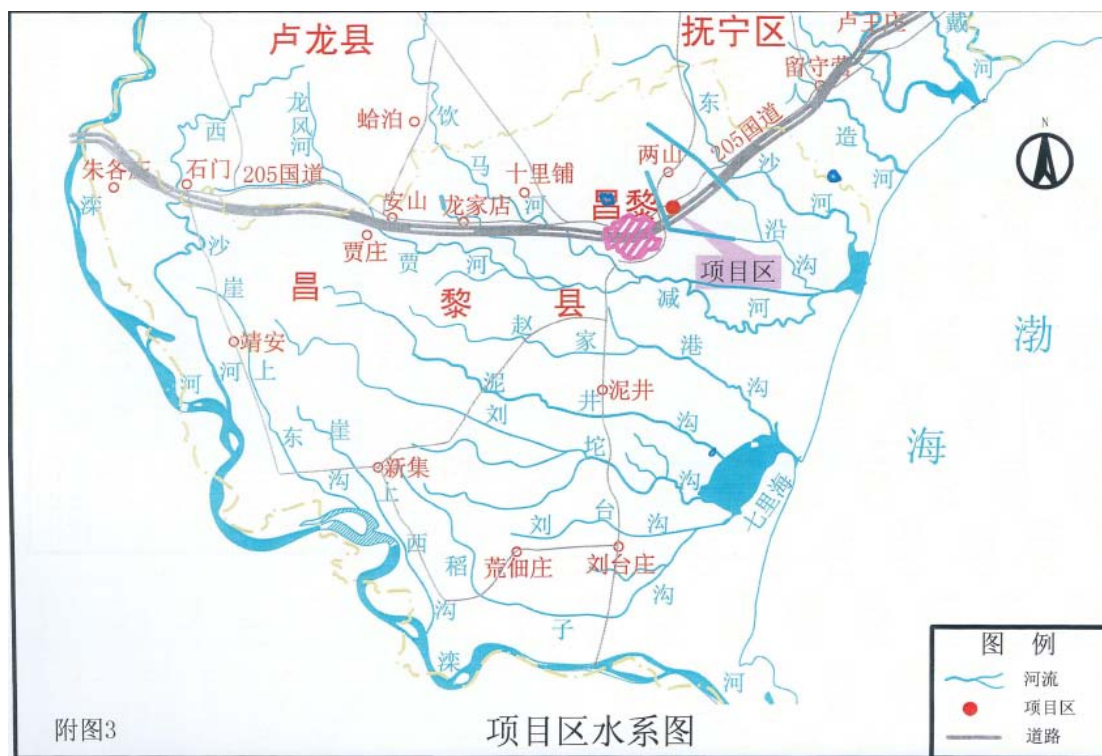 卢龙县
抚宁区
卢王庄
戴河
留守营
人造河
龙凤河
西沙河
蛤泊
饮马河
东沙河
205国道
两山
十里铺
朱各庄
石门
205国道
安山
龙家店
昌黎
沿沟
贾庄
贾河
项目区
昌黎县
减河
渤海
滦河
靖安
崖上东沟
赵家港沟
泥井沟
泥井
刘坨沟
崖上西沟
新集
七里海
刘台沟
荒佃庄
刘台庄
稻子沟
滦河
N
图例
河流
项目区
道路
附图3
项目区水系图